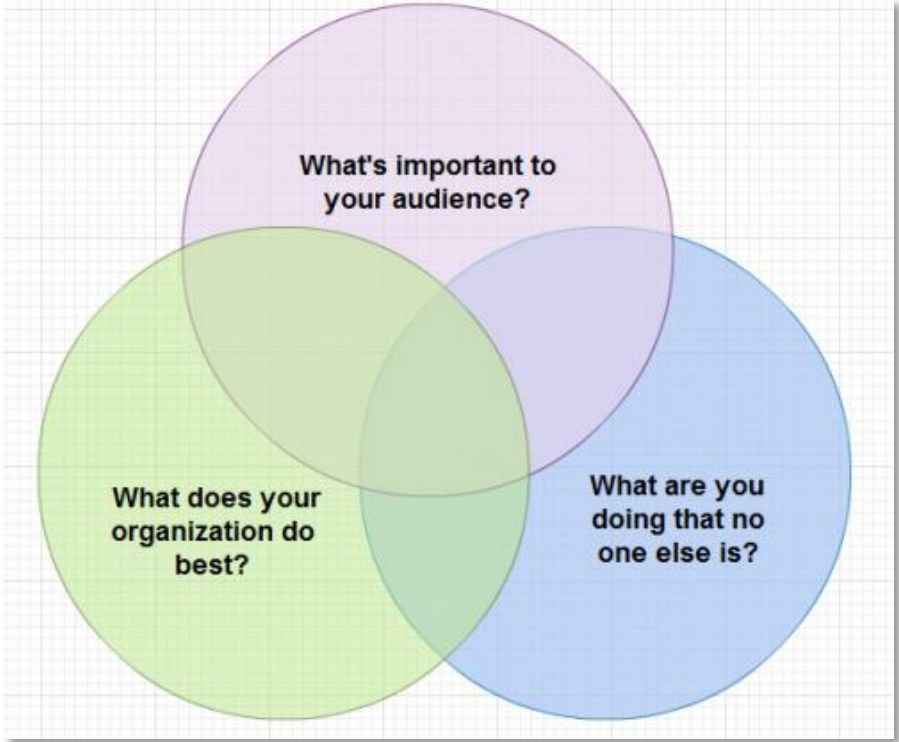 What's important to
your audience?
What does your
organization do
best?
What are you
doing that no
one else is?